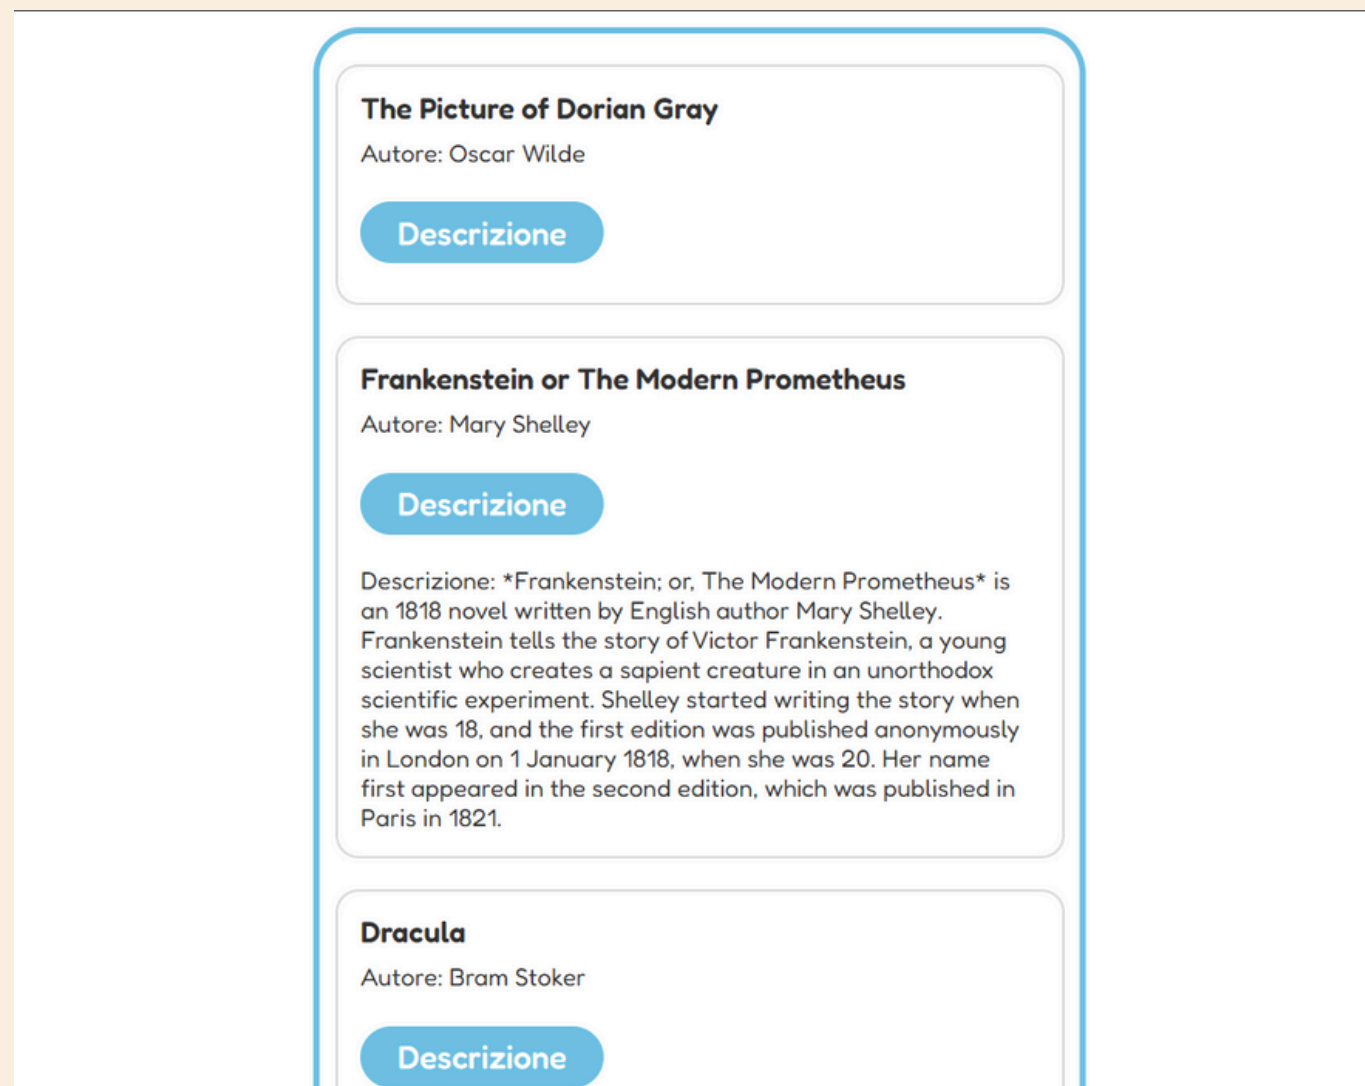 The Picture of Dorian Gray
Autore: Oscar Wilde
Descrizione
Frankenstein or The Modern Prometheus
Autore: Mary Shelley
Descrizione
Descrizione: *Frankenstein; or, The Modern Prometheus* is
an 1818 novel written by English author Mary Shelley.
Frankenstein tells the story of Victor Frankenstein, a young
scientist who creates a sapient creature in an unorthodox
scientific experiment. Shelley started writing the story when
she was 18, and the first edition was published anonymously
in London on 1 January 1818, when she was 20. Her name
first appeared in the second edition, which was published in
Paris in 1821.
Dracula
Autore: Bram Stoker
Descrizione